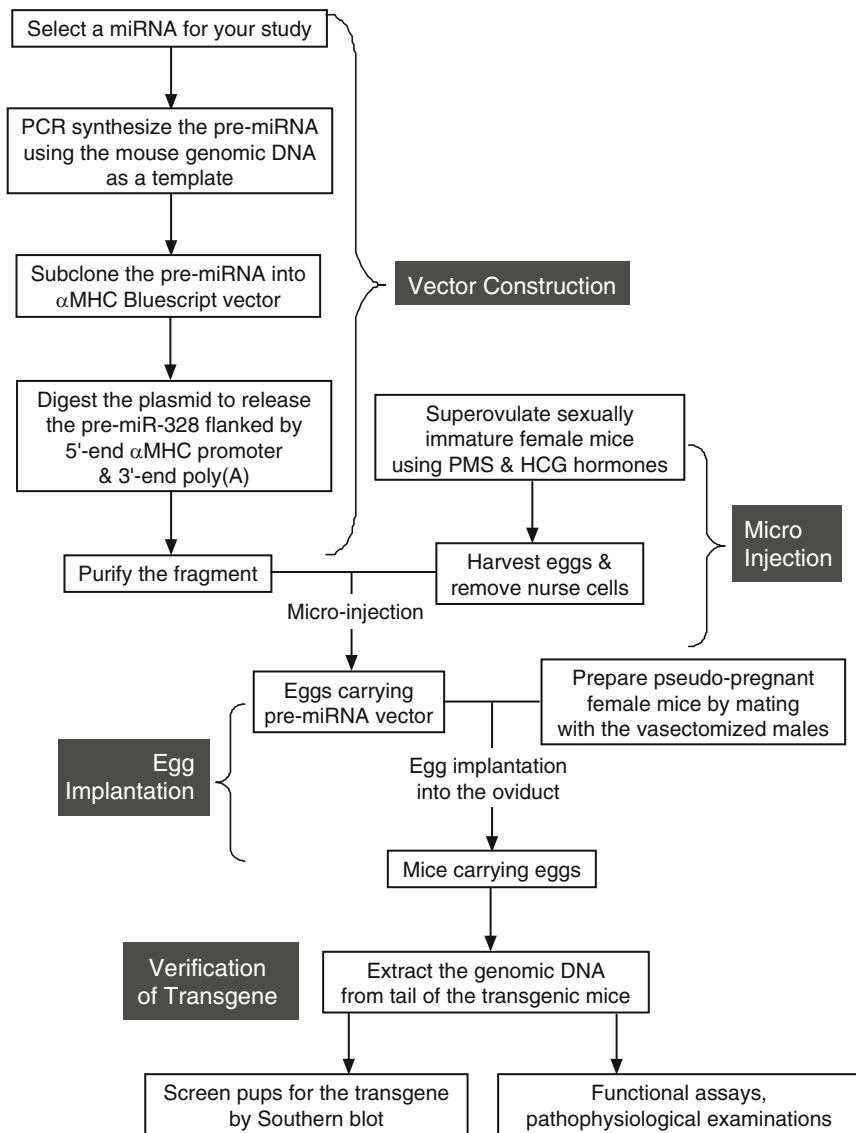 Select a miRNA for your study
PCR synthesize the pre-miRNA
using the mouse genomic DNA
as a template
Subclone the pre-miRNA into
αMHC Bluescript vector
Vector Construction
Digest the plasmid to release
the pre-miR-328 flanked by
5'-end αMHC promoter
& 3'-end poly(A)
Superovulate sexually
immature female mice
using PMS & HCG hormones
Micro
Injection
Purify the fragment
Harvest eggs &
remove nurse cells
Micro-injection
Eggs carrying
pre-miRNA vector
Prepare pseudo-pregnant
female mice by mating
with the vasectomized males
Egg
Implantation
Egg implantation
into the oviduct
Mice carrying eggs
Verification
of Transgene
Extract the genomic DNA
from tail of the transgenic mice
Screen pups for the transgene
by Southern blot
Functional assays,
pathophysiological examinations